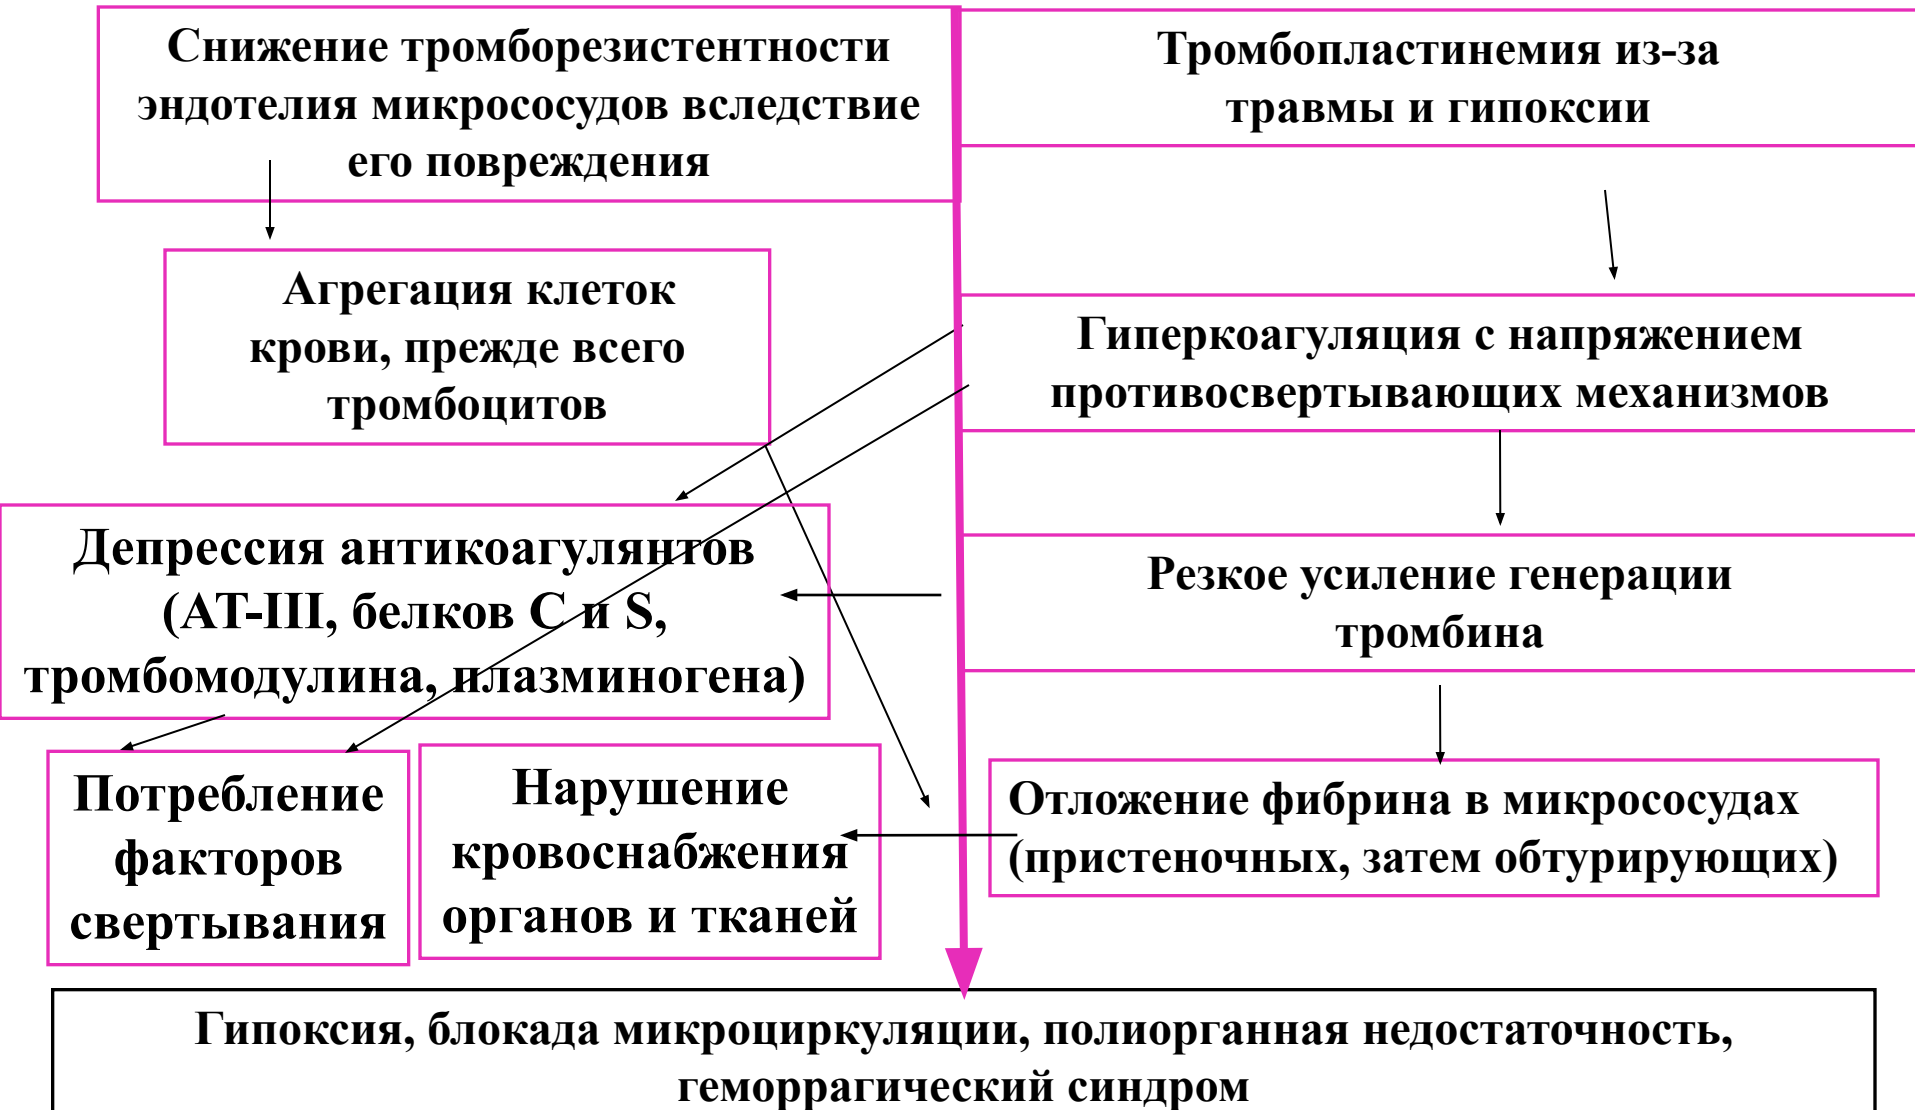 Снижение тромборезистентности
эндотелия микрососудов вследствие
его повреждения
Тромбопластинемия из-за
травмы и гипоксии
Агрегация клеток
крови, прежде всего
тромбоцитов
Гиперкоагуляция с напряжением
противосвертывающих механизмов
Депрессия антикоагулянтов
(АТ-III, белков С и S,
тромбомодулина, плазминогена)
Резкое усиление генерации
тромбина
Потребление
факторов
свертывания
Нарушение
кровоснабжения
органов и тканей
Отложение фибрина в микрососудах
(пристеночных, затем обтурирующих)
Гипоксия, блокада микроциркуляции, полиорганная недостаточность,
геморрагический синдром